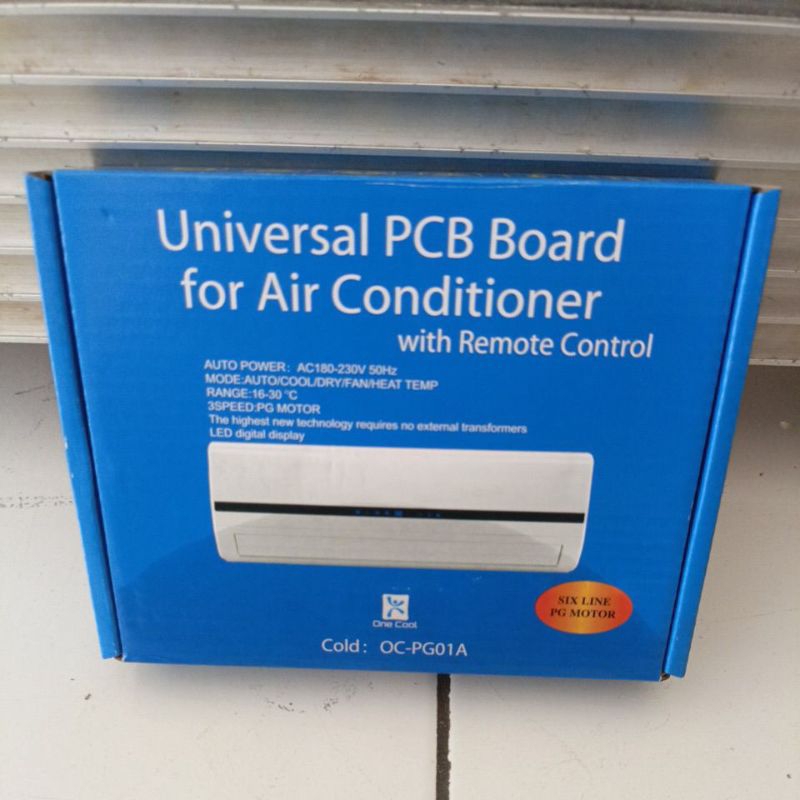 Universal PCB Board
for Air Conditioner
with Remote Control
AUTO POWER: AC180-230V 50Hz
MODE:AUTO/COOL/DRY/FAN/HEAT TEMP
RANGE:16-30 °C
3SPEED:PG MOTOR
The highest new technology requires no external transformers
LED digital display
SIX LINE
PG MOTOR
One Cool
Cold: OC-PG01A